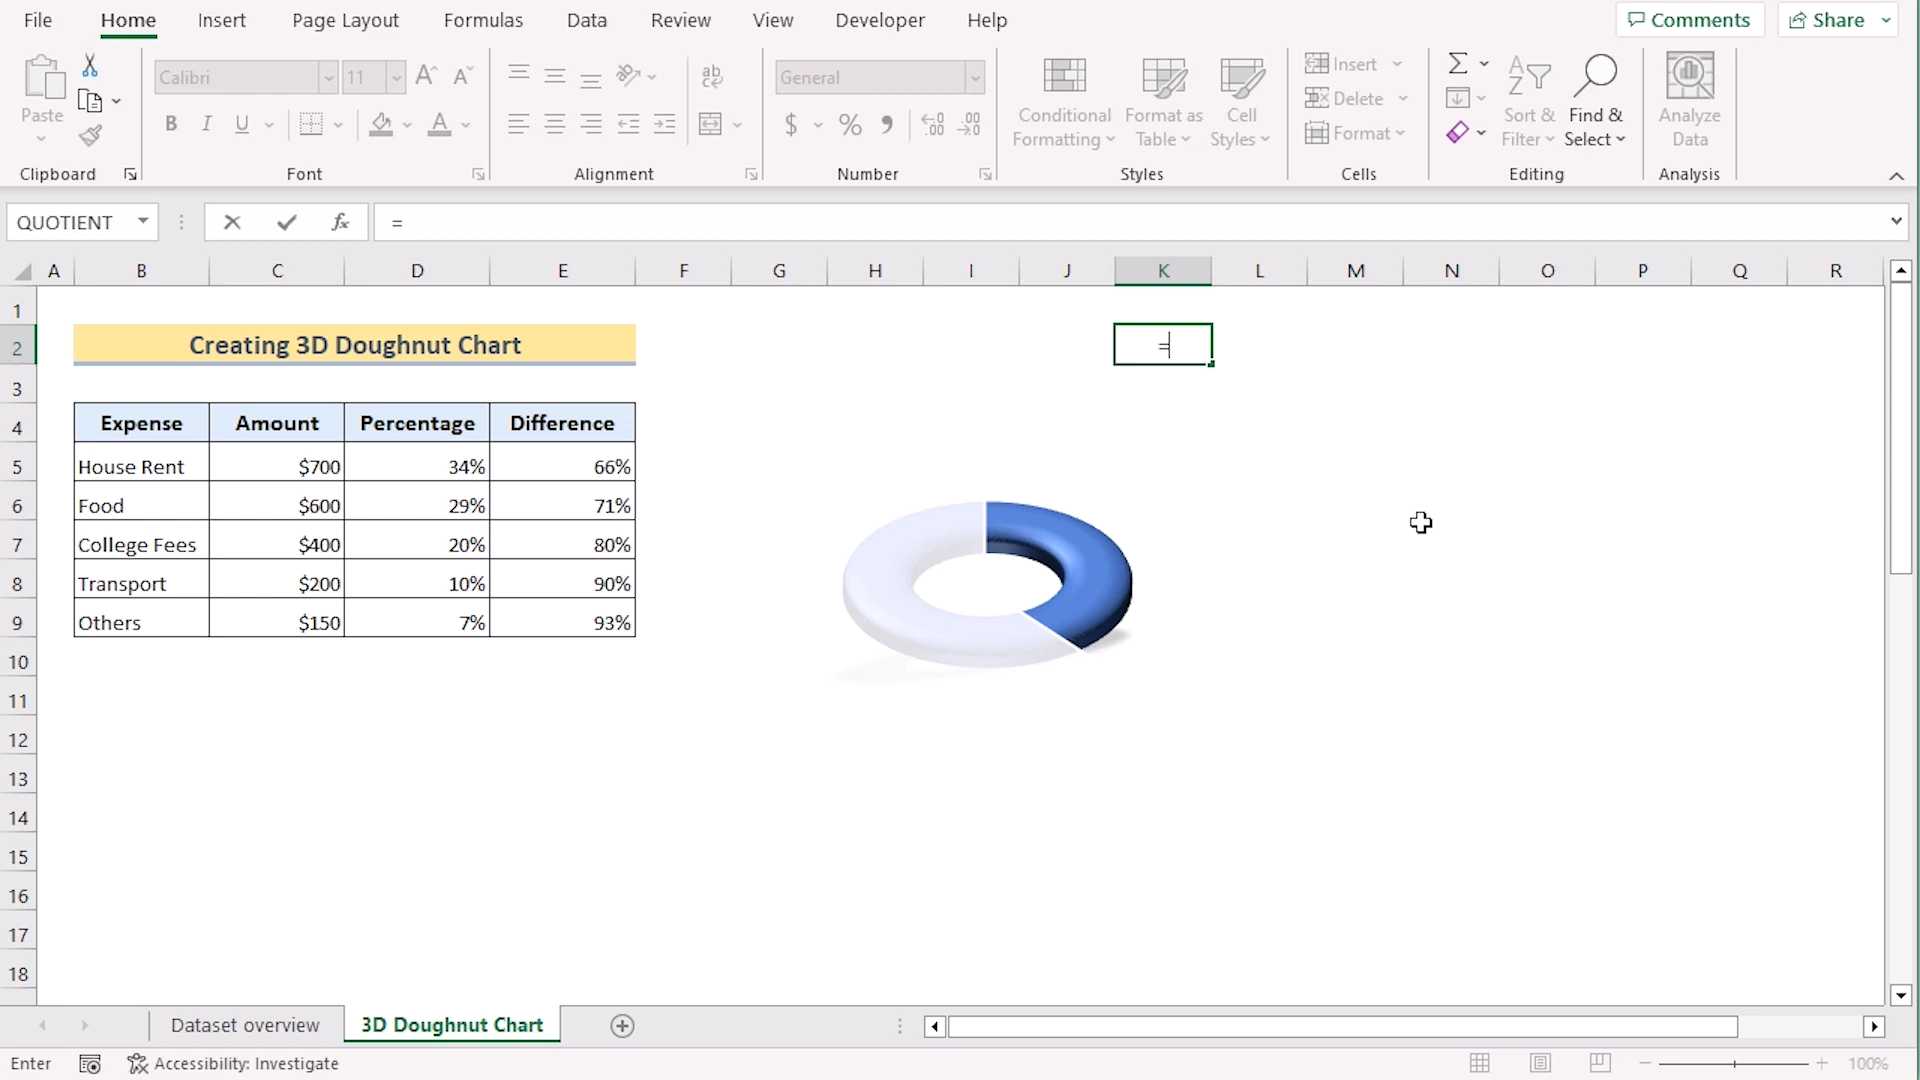 File Home Insert Page Layout Formulas Data Review View Developer Help Comments Share
Paste
Clipboard
Calibri 11
B I U A
Font
ab
Alignment
General
$ % 9 .00 .00
Number
Conditional Formatting
Format as Table
Cell Styles
Styles
Insert
Delete
Format
Cells
Sort & Filter
Find & Select
Editing
Analyze Data
Analysis
QUOTIENT fx =
A B C D E F G H I J K L M N O P Q R
1
2 Creating 3D Doughnut Chart =
3
4 Expense Amount Percentage Difference
5 House Rent $700 34% 66%
6 Food $600 29% 71%
7 College Fees $400 20% 80%
8 Transport $200 10% 90%
9 Others $150 7% 93%
10
11
12
13
14
15
16
17
18
Dataset overview 3D Doughnut Chart
Enter Accessibility: Investigate 100%